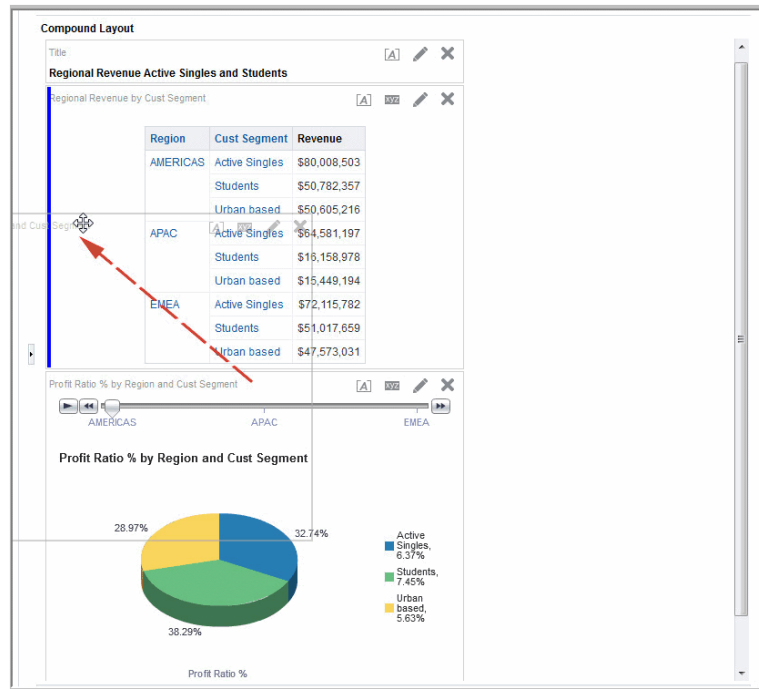 Compound Layout
Title
Regional Revenue Active Singles and Students
Regional Revenue by Cust Segment
Region Cust Segment Revenue
AMERICAS Active Singles $80,008,503
Students $50,782,357
Urban based $50,605,216
and Cust Segment
APAC Active Singles $64,581,197
Students $16,158,978
Urban based $15,449,194
EMEA Active Singles $72,115,782
Students $51,017,659
Urban based $47,573,031
Profit Ratio % by Region and Cust Segment
AMERICAS APAC EMEA
Profit Ratio % by Region and Cust Segment
28.97%
32.74%
38.29%
Active
Singles,
6.37%
Students,
7.45%
Urban
based,
5.63%
Profit Ratio %